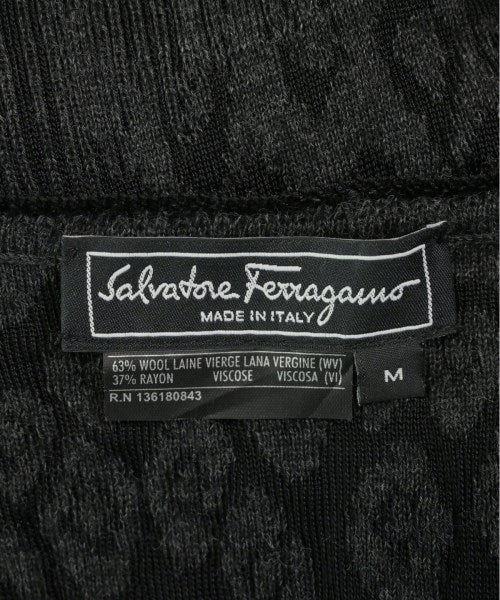 Salvatore Ferragamo
MADE IN ITALY
63% WOOL LAINE VIERGE LANA VERGINE (WV)
37% RAYON VISCOSE VISCOSA (VI)
R.N 136180843
M